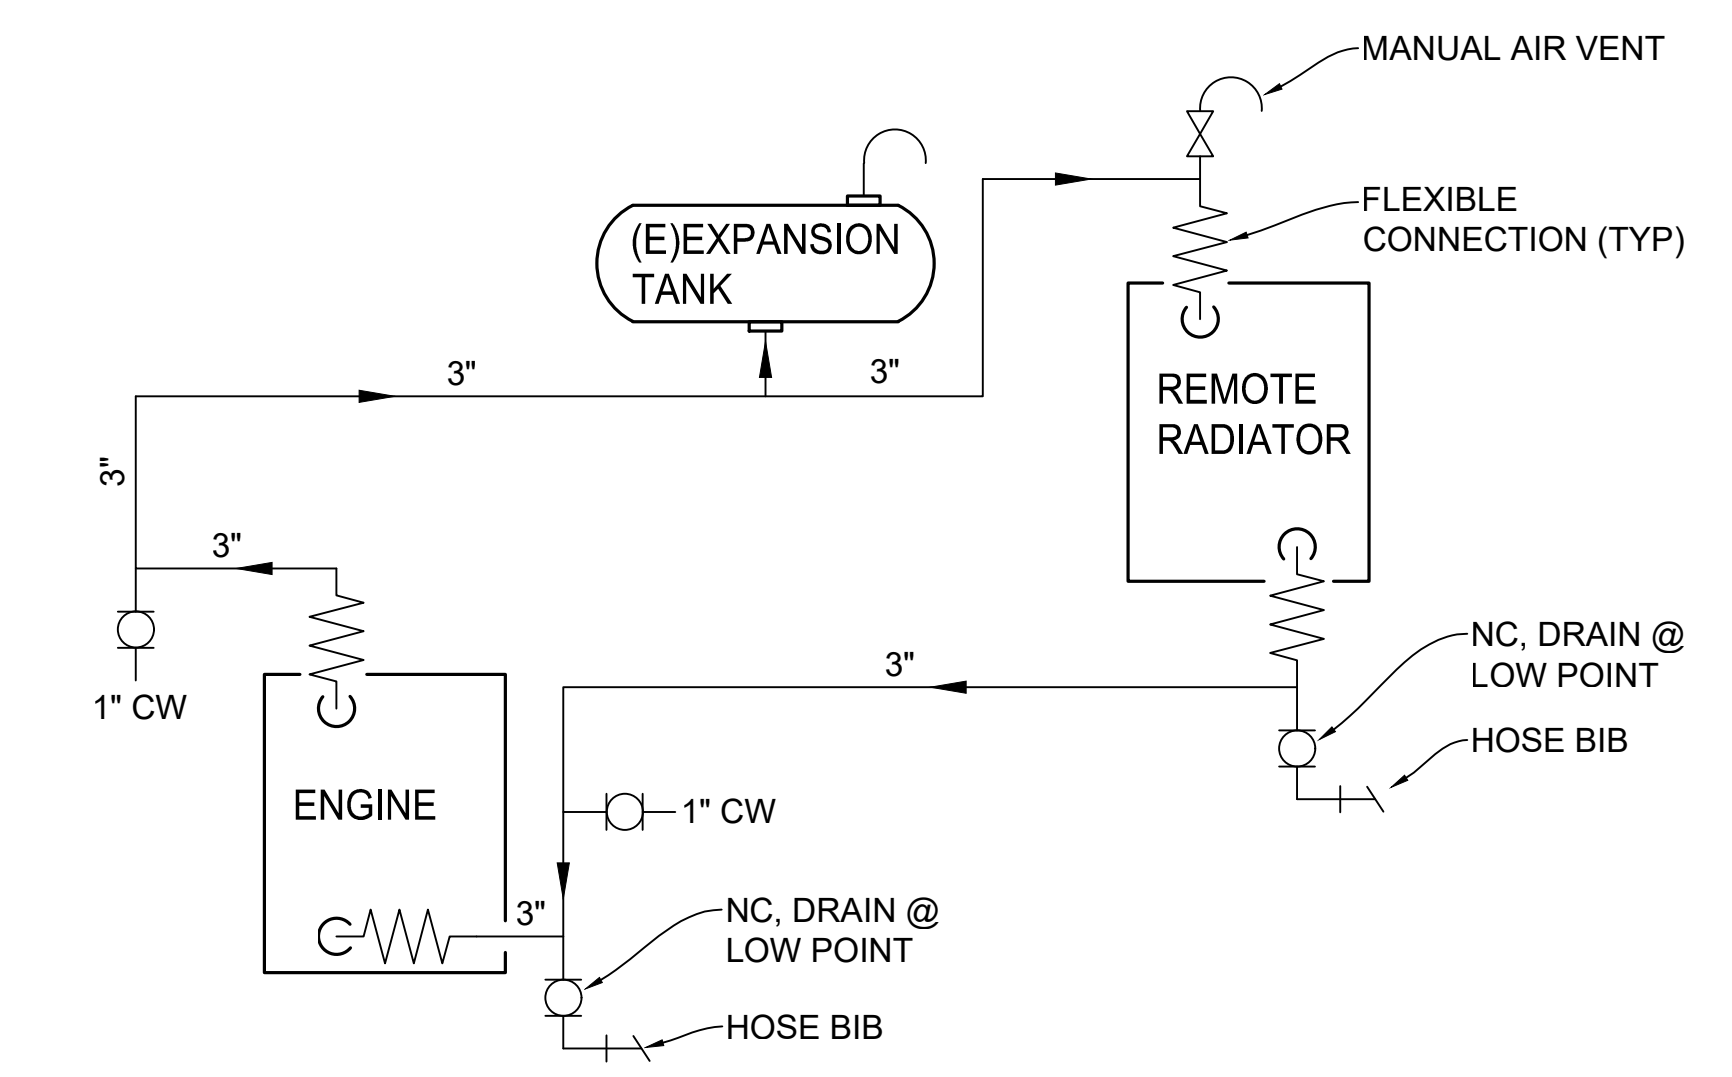 MANUAL AIR VENT
FLEXIBLE
CONNECTION (TYP)
(E)EXPANSION
TANK
3"
3"
REMOTE
RADIATOR
3"
3"
1" CW
3"
NC, DRAIN @
LOW POINT
HOSE BIB
ENGINE
1" CW
3"
NC, DRAIN @
LOW POINT
HOSE BIB